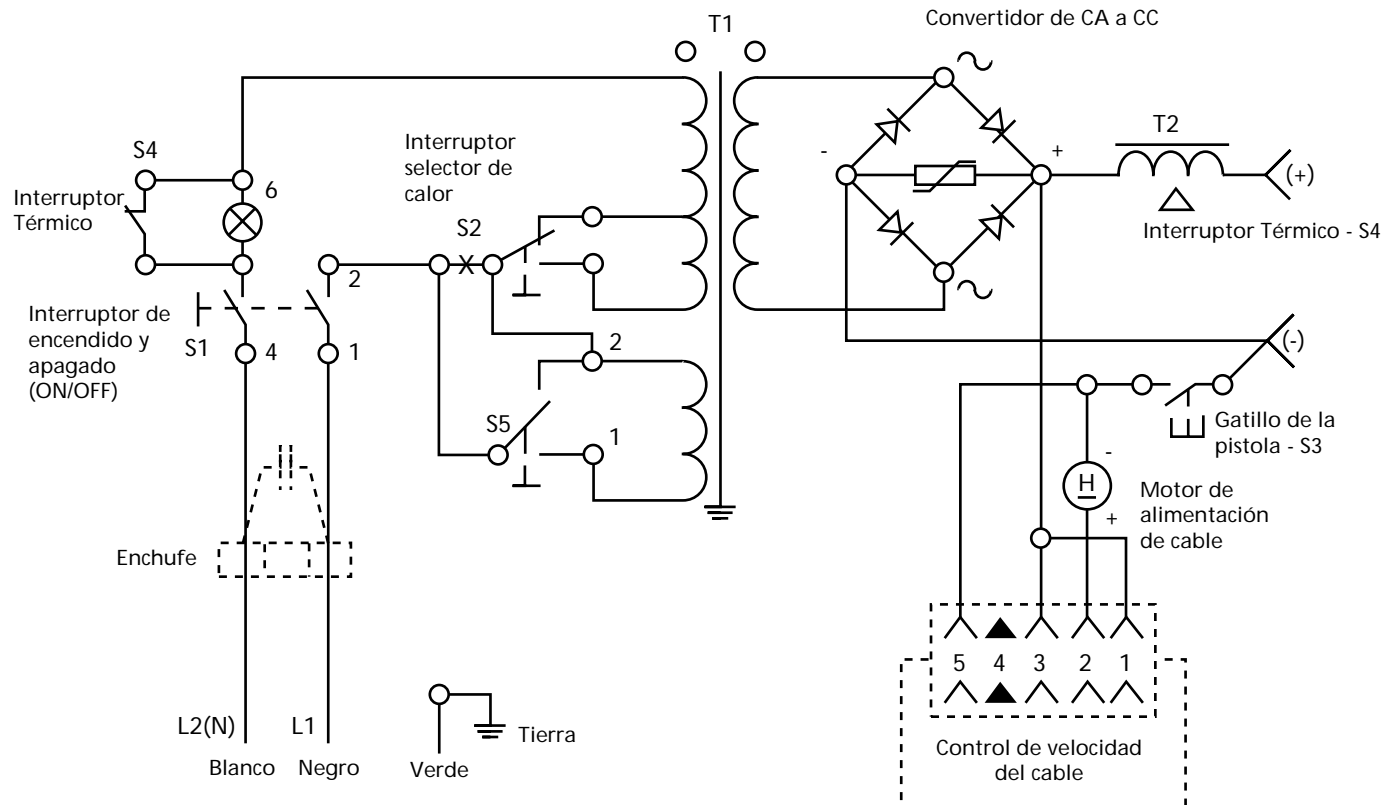 Convertidor de CA a CC
T1
S4
Interruptor
Térmico
6
Interruptor
selector de
calor
S2
-
+
T2
(+)
Interruptor Térmico - S4
2
Interruptor de
encendido y
apagado
(ON/OFF)
S1
4
1
2
S5
1
(-)
Gatillo de la
pistola - S3
-
H
+
Motor de
alimentación
de cable
Enchufe
5 4 3 2 1
L2(N)
L1
Tierra
Blanco
Negro
Verde
Control de velocidad
del cable